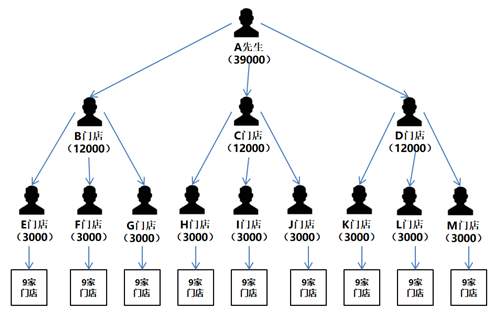 A先生
（39000）
B门店
（12000）
C门店
（12000）
D门店
（12000）
E门店
（3000）
F门店
（3000）
G门店
（3000）
H门店
（3000）
I门店
（3000）
J门店
（3000）
K门店
（3000）
L门店
（3000）
M门店
（3000）
9家
门店
9家
门店
9家
门店
9家
门店
9家
门店
9家
门店
9家
门店
9家
门店
9家
门店